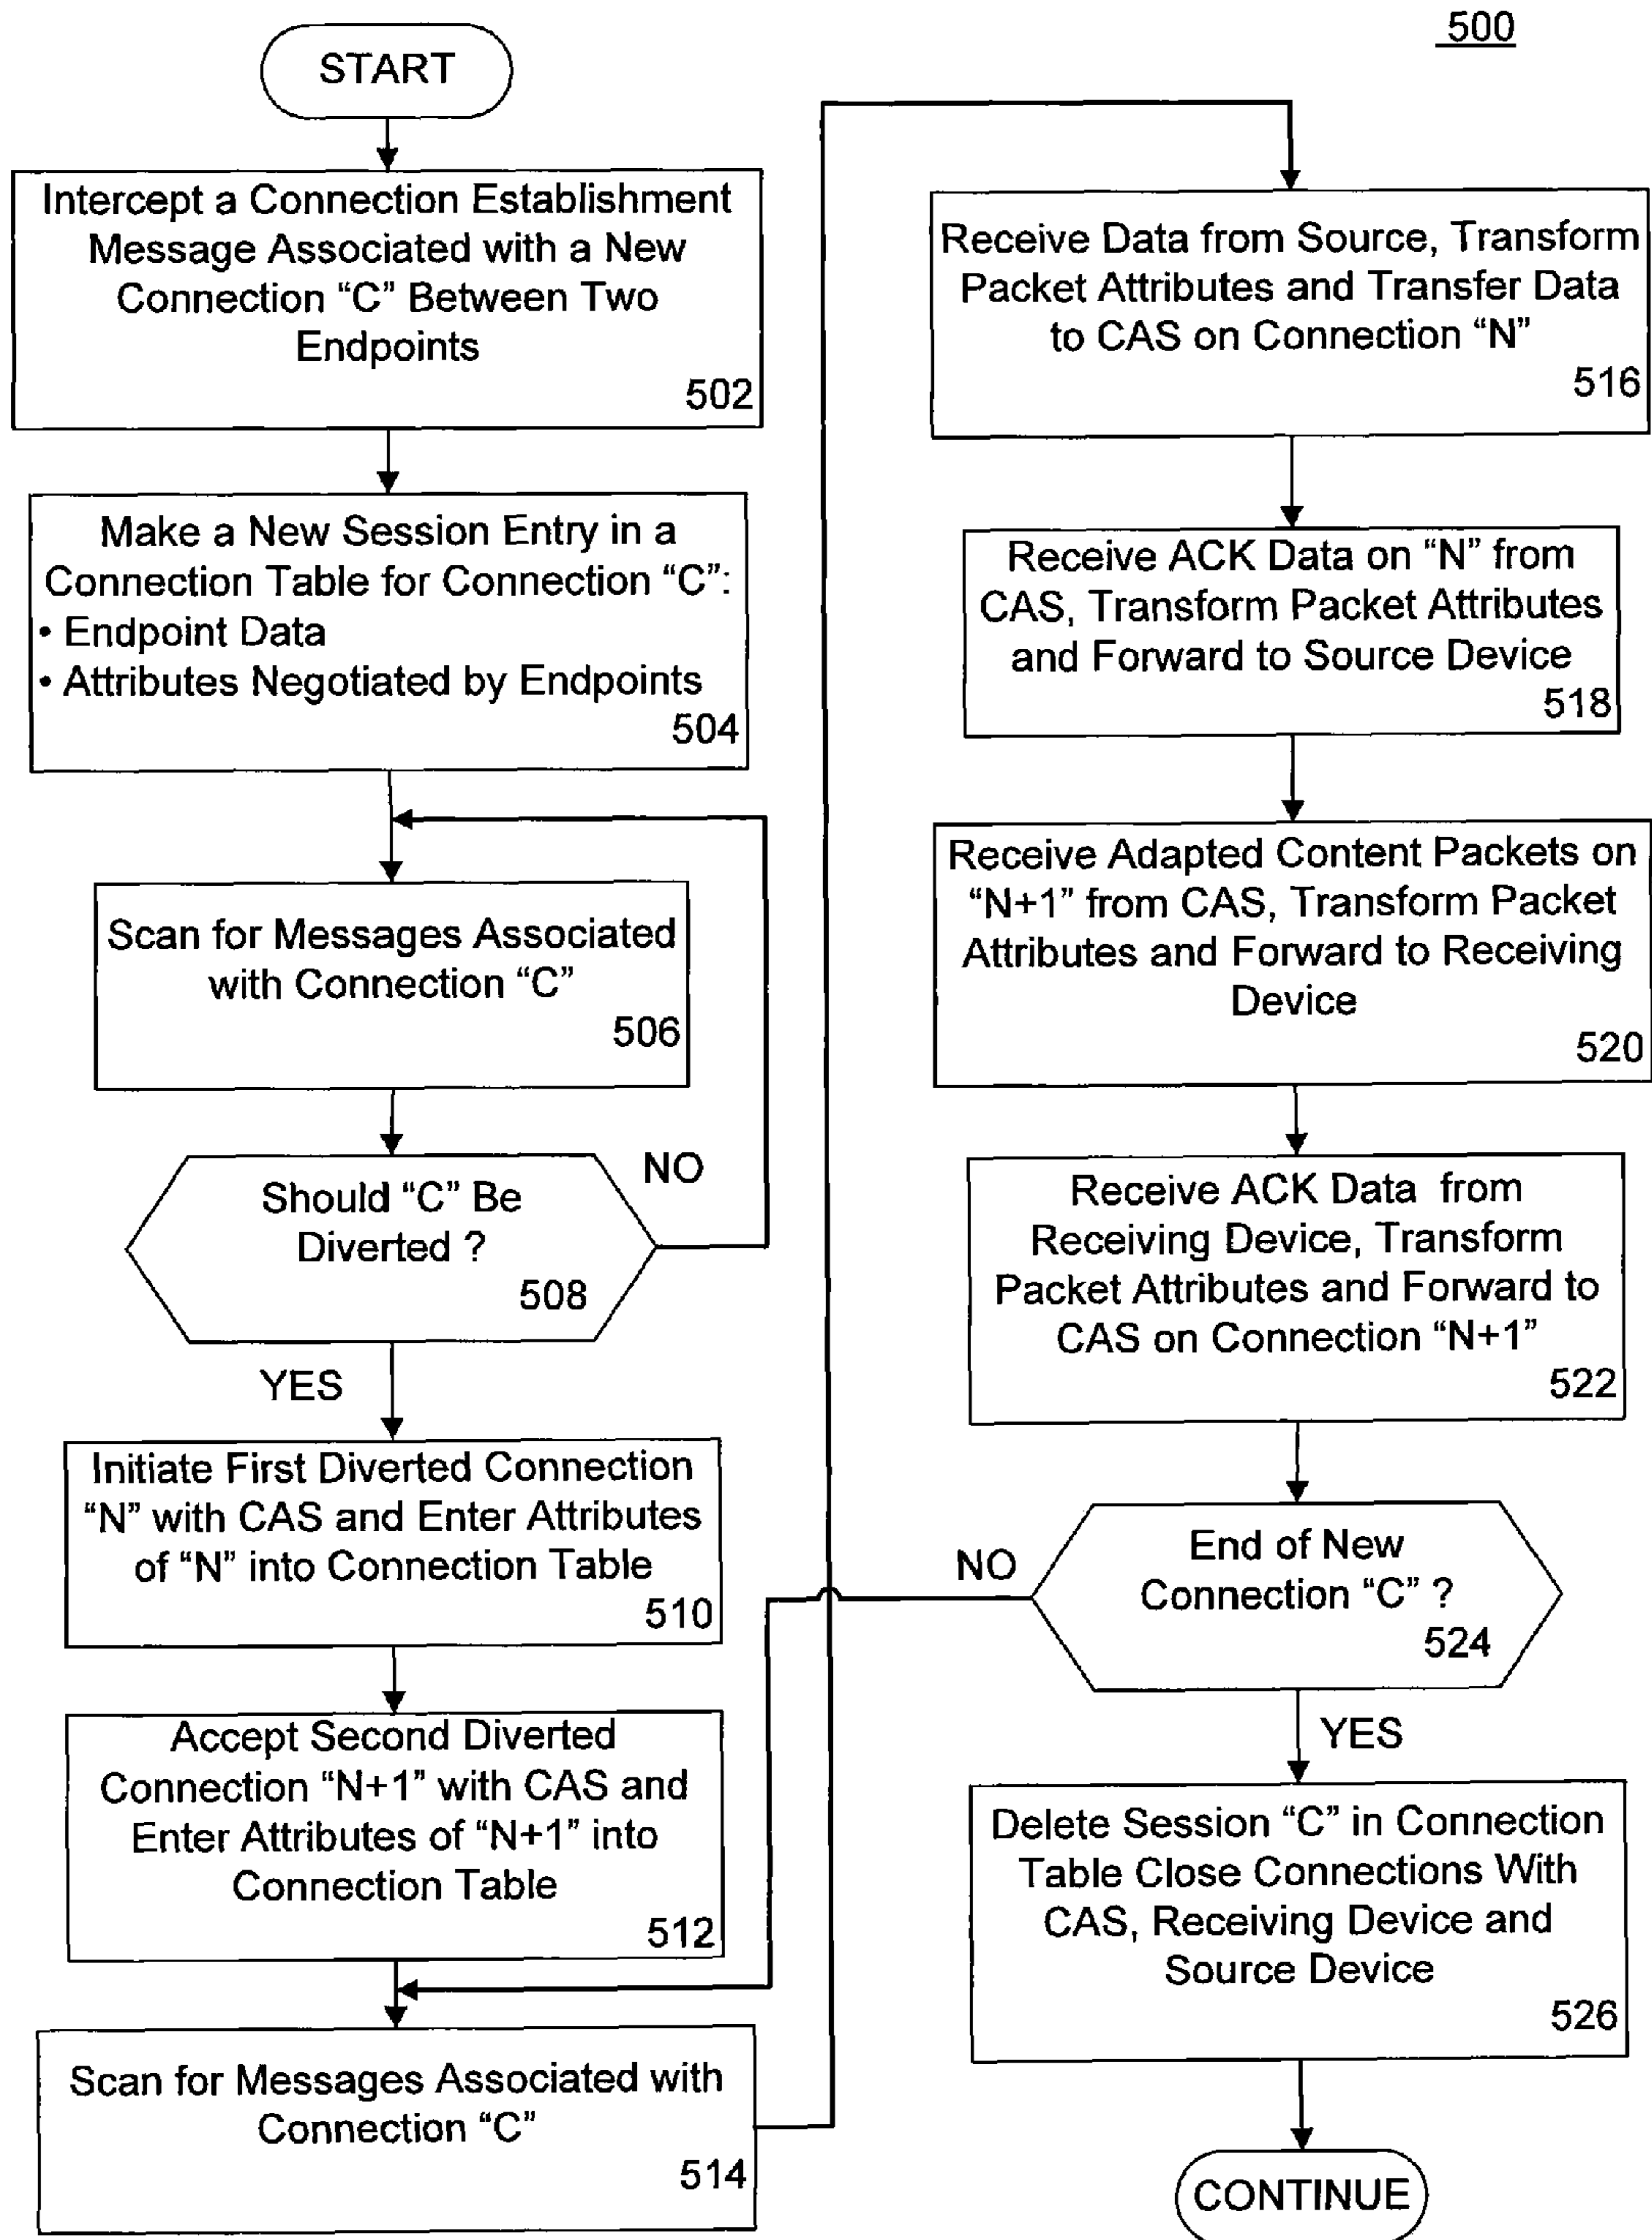 500
START
Intercept a Connection Establishment
Message Associated with a New
Connection “C” Between Two
Endpoints
502
Make a New Session Entry in a
Connection Table for Connection “C”:
• Endpoint Data
• Attributes Negotiated by Endpoints
504
Scan for Messages Associated
with Connection “C”
506
Should “C” Be
Diverted ?
508
NO
YES
Initiate First Diverted Connection
“N” with CAS and Enter Attributes
of “N” into Connection Table
510
Accept Second Diverted
Connection “N+1” with CAS and
Enter Attributes of “N+1” into
Connection Table
512
Scan for Messages Associated with
Connection “C”
514
Receive Data from Source, Transform
Packet Attributes and Transfer Data
to CAS on Connection “N”
516
Receive ACK Data on “N” from
CAS, Transform Packet Attributes
and Forward to Source Device
518
Receive Adapted Content Packets on
“N+1” from CAS, Transform Packet
Attributes and Forward to Receiving
Device
520
Receive ACK Data from
Receiving Device, Transform
Packet Attributes and Forward to
CAS on Connection “N+1”
522
End of New
Connection “C” ?
524
NO
YES
Delete Session “C” in Connection
Table Close Connections With
CAS, Receiving Device and
Source Device
526
CONTINUE